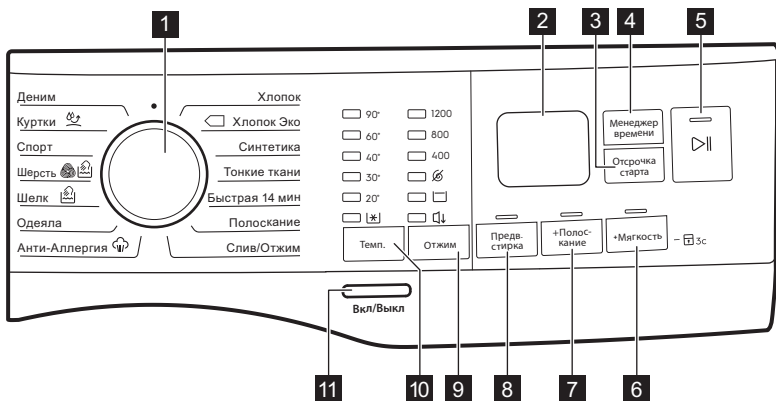 1
2
3
4
5
Деним
Куртки
Спорт
Шерсть
Шелк
Одеяла
Анти-Аллергия
Хлопок
Хлопок Эко
Синтетика
Тонкие ткани
Быстрая 14 мин
Полоскание
Слив/Отжим
90°
60°
40°
30°
20°
1200
800
400
Темп.
Отжим
Менеджер
времени
Отсрочка
старта
Предв.
стирка
+Полос-
кание
+Мягкость
3с
Вкл/Выкл
11
10
9
8
7
6